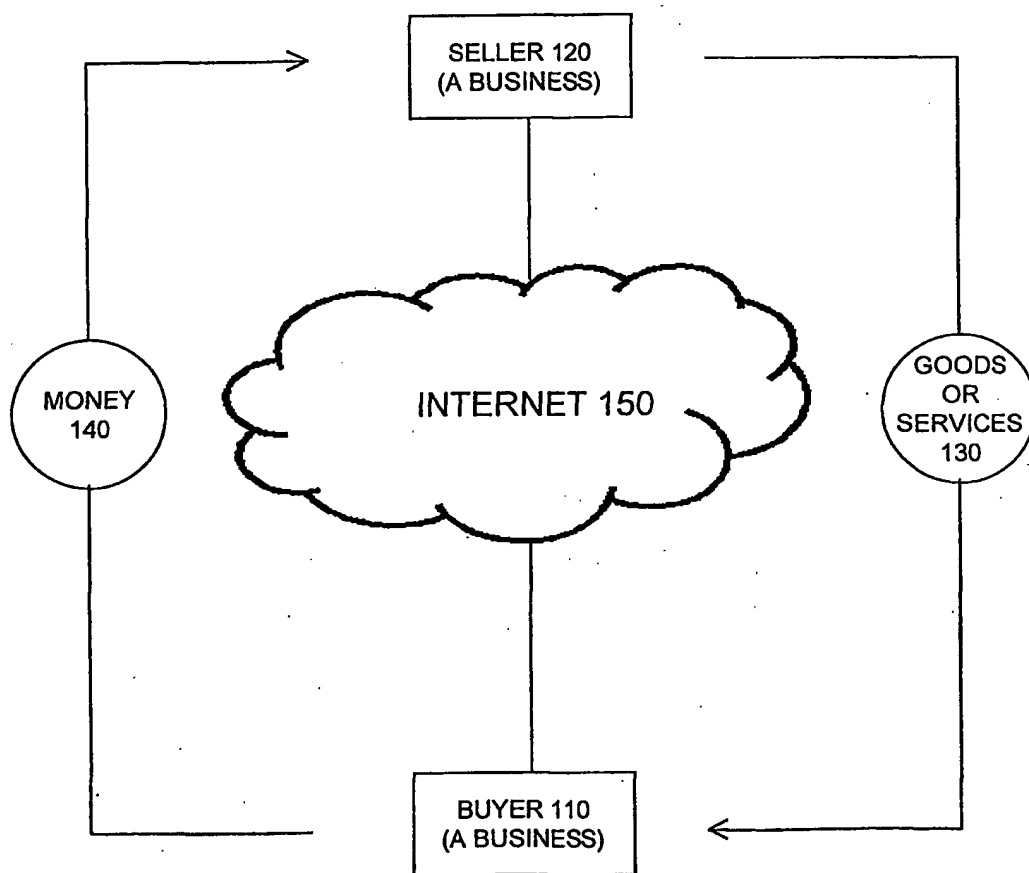 SELLER 120
(A BUSINESS)
MONEY
140
INTERNET 150
GOODS
OR
SERVICES
130
BUYER 110
(A BUSINESS)